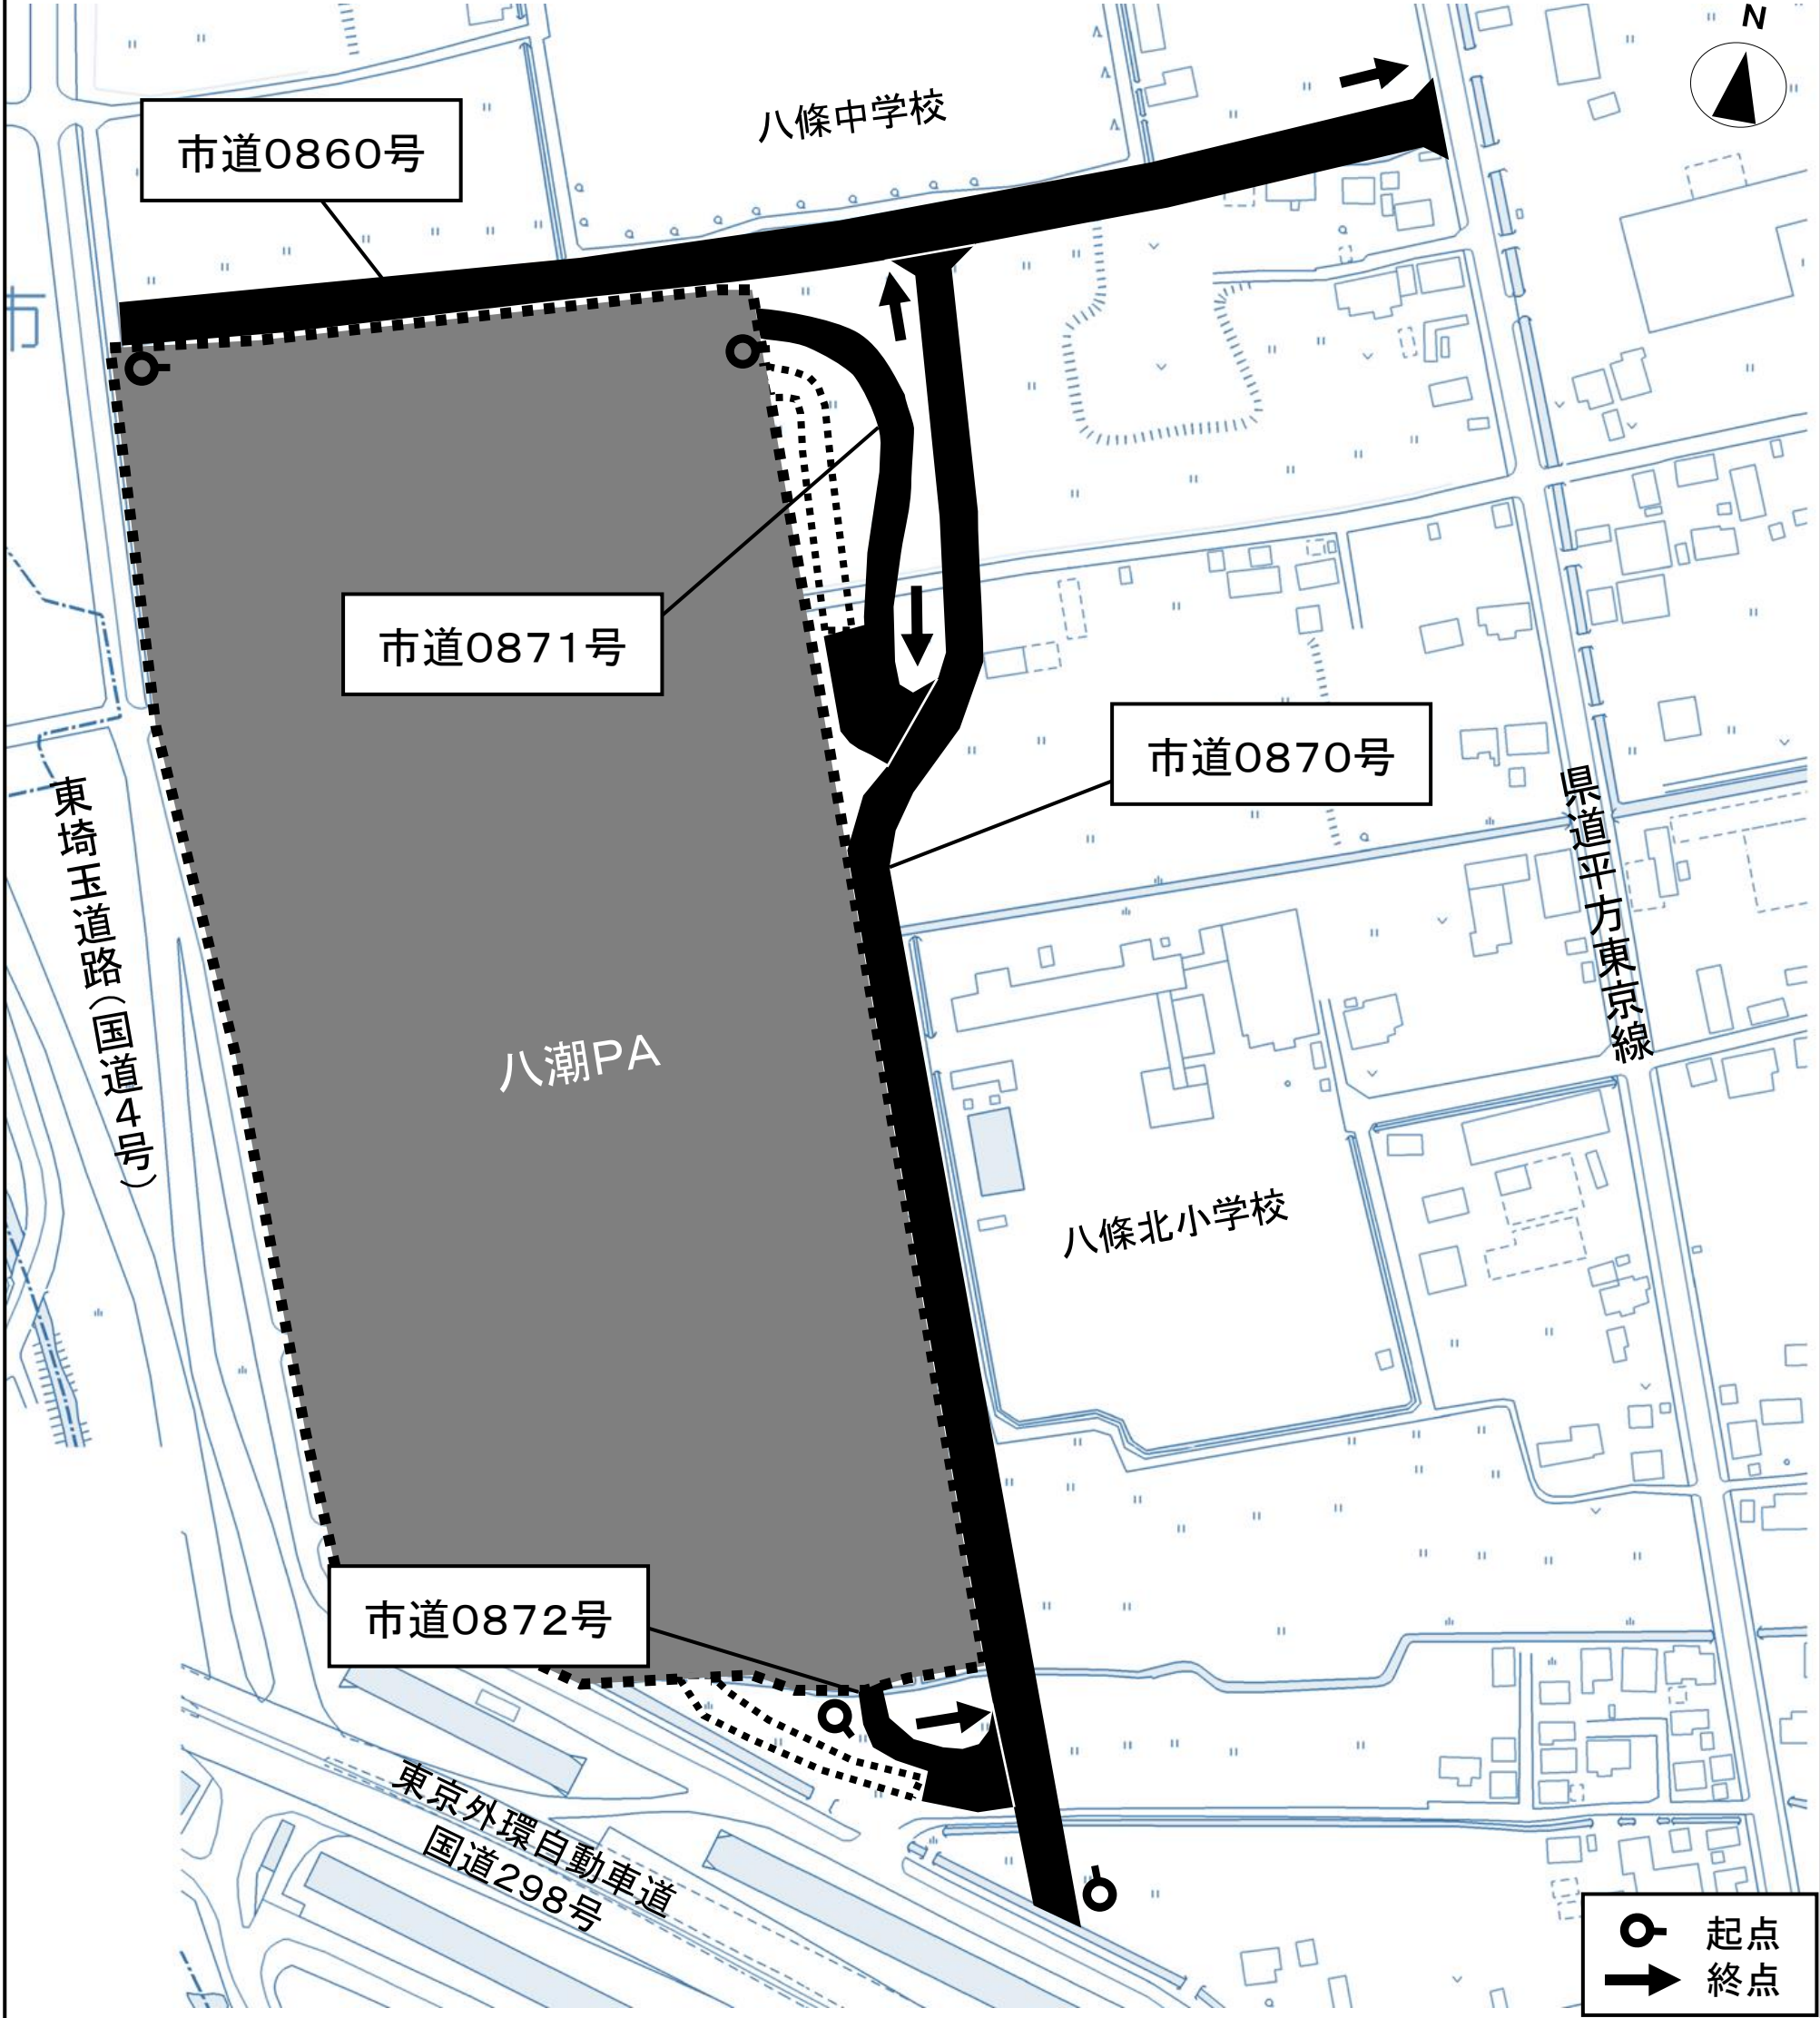 N
八條中学校
市道0860号
市
市道0871号
市道0870号
東埼玉道路(国道4号)
県道平方東京線
八潮PA
八條北小学校
市道0872号
東京外環自動車道
国道298号
起点
終点